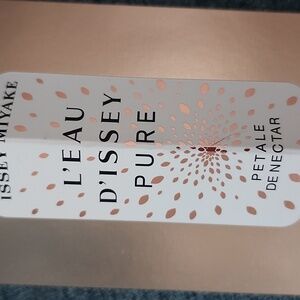 ISSEY MIYAKE
L'EAU
D'ISSEY
PURE
PETALE
DE NECTAR